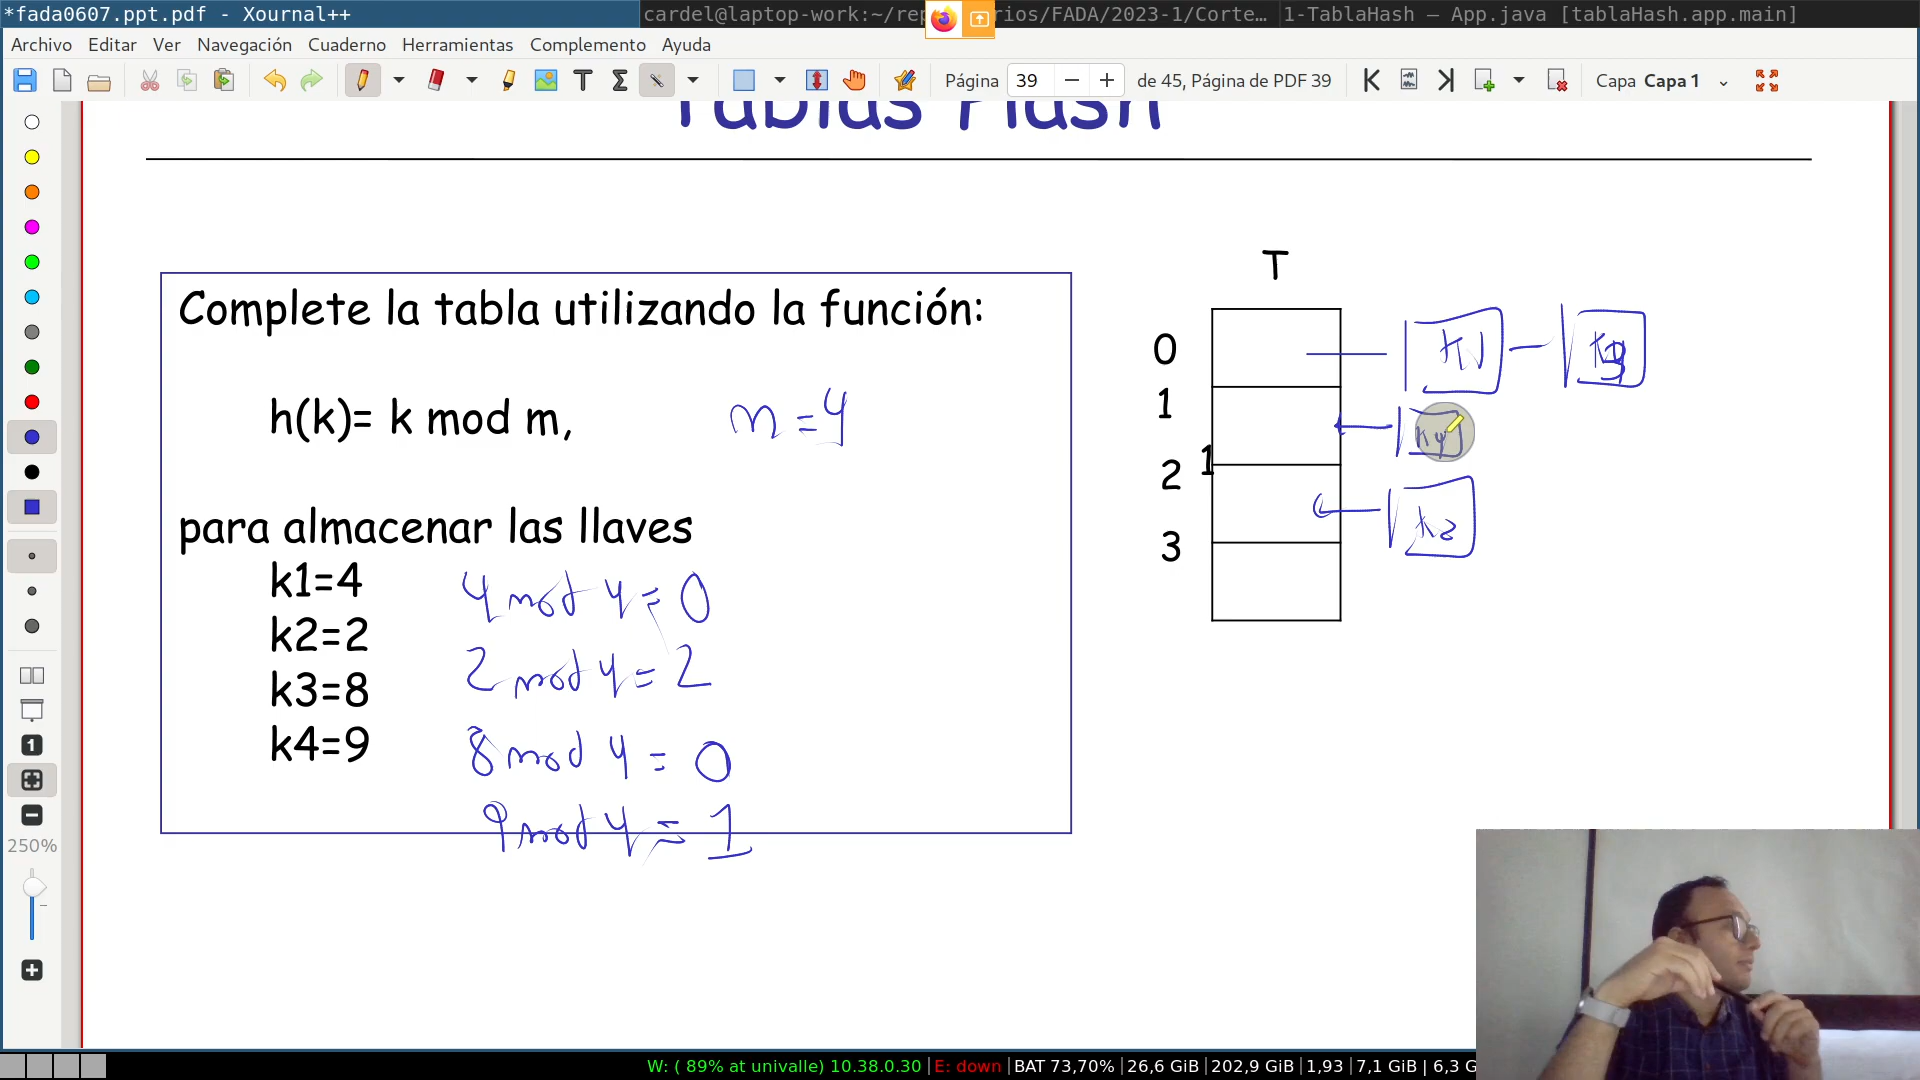 *fada0607.ppt.pdf - Xournal++
cardel@laptop-work:~/rep
rios/FADA/2023-1/Corte...
1-TablaHash – App.java [tablaHash.app.main]
Archivo Editar Ver Navegación Cuaderno Herramientas Complemento Ayuda
Página 39 de 45, Página de PDF 39 Capa Capa 1
Tablas Hash
Complete la tabla utilizando la función:
h(k)= k mod m,
m = 4
para almacenar las llaves
k1=4
4 mod 4 = 0
k2=2
2 mod 4 = 2
k3=8
8 mod 4 = 0
k4=9
9 mod 4 = 1
T
0
k1
1
k4
1
2
k2
3
1
250%
W: ( 89% at univalle) 10.38.0.30 |E: down |BAT 73,70% |26,6 GiB |202,9 GiB |1,93 |7,1 GiB | 6,3 G